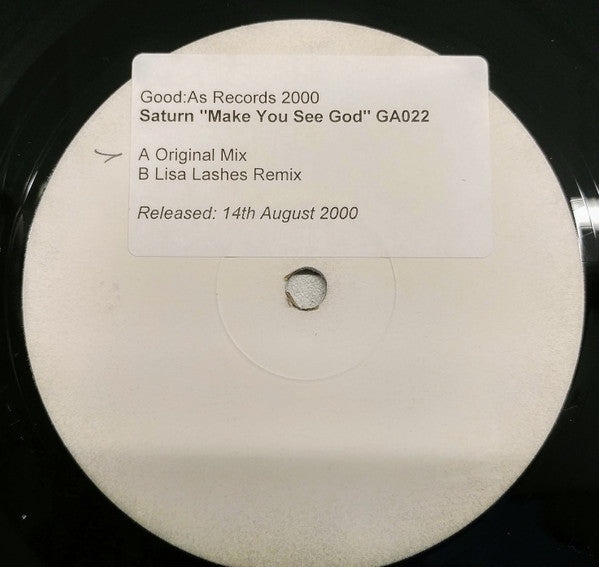 Good:As Records 2000
Saturn "Make You See God" GA022
A Original Mix
B Lisa Lashes Remix
Released: 14th August 2000